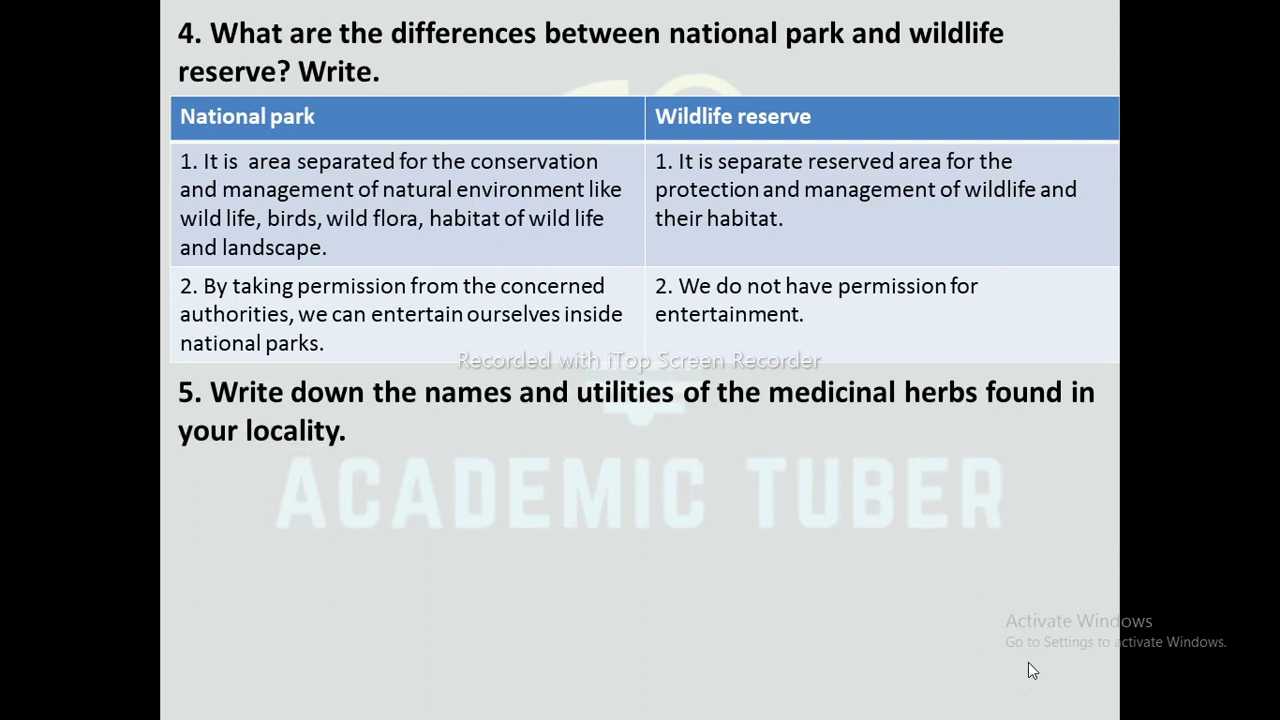 4. What are the differences between national park and wildlife
reserve? Write.
National park
Wildlife reserve
1. It is area separated for the conservation
and management of natural environment like
wild life, birds, wild flora, habitat of wild life
and landscape.
1. It is separate reserved area for the
protection and management of wildlife and
their habitat.
2. By taking permission from the concerned
authorities, we can entertain ourselves inside
national parks.
2. We do not have permission for
entertainment.
Recorded with iTop Screen Recorder
5. Write down the names and utilities of the medicinal herbs found in
your locality.
ACADEMIC TUBER
Activate Windows
Go to Settings to activate Windows.